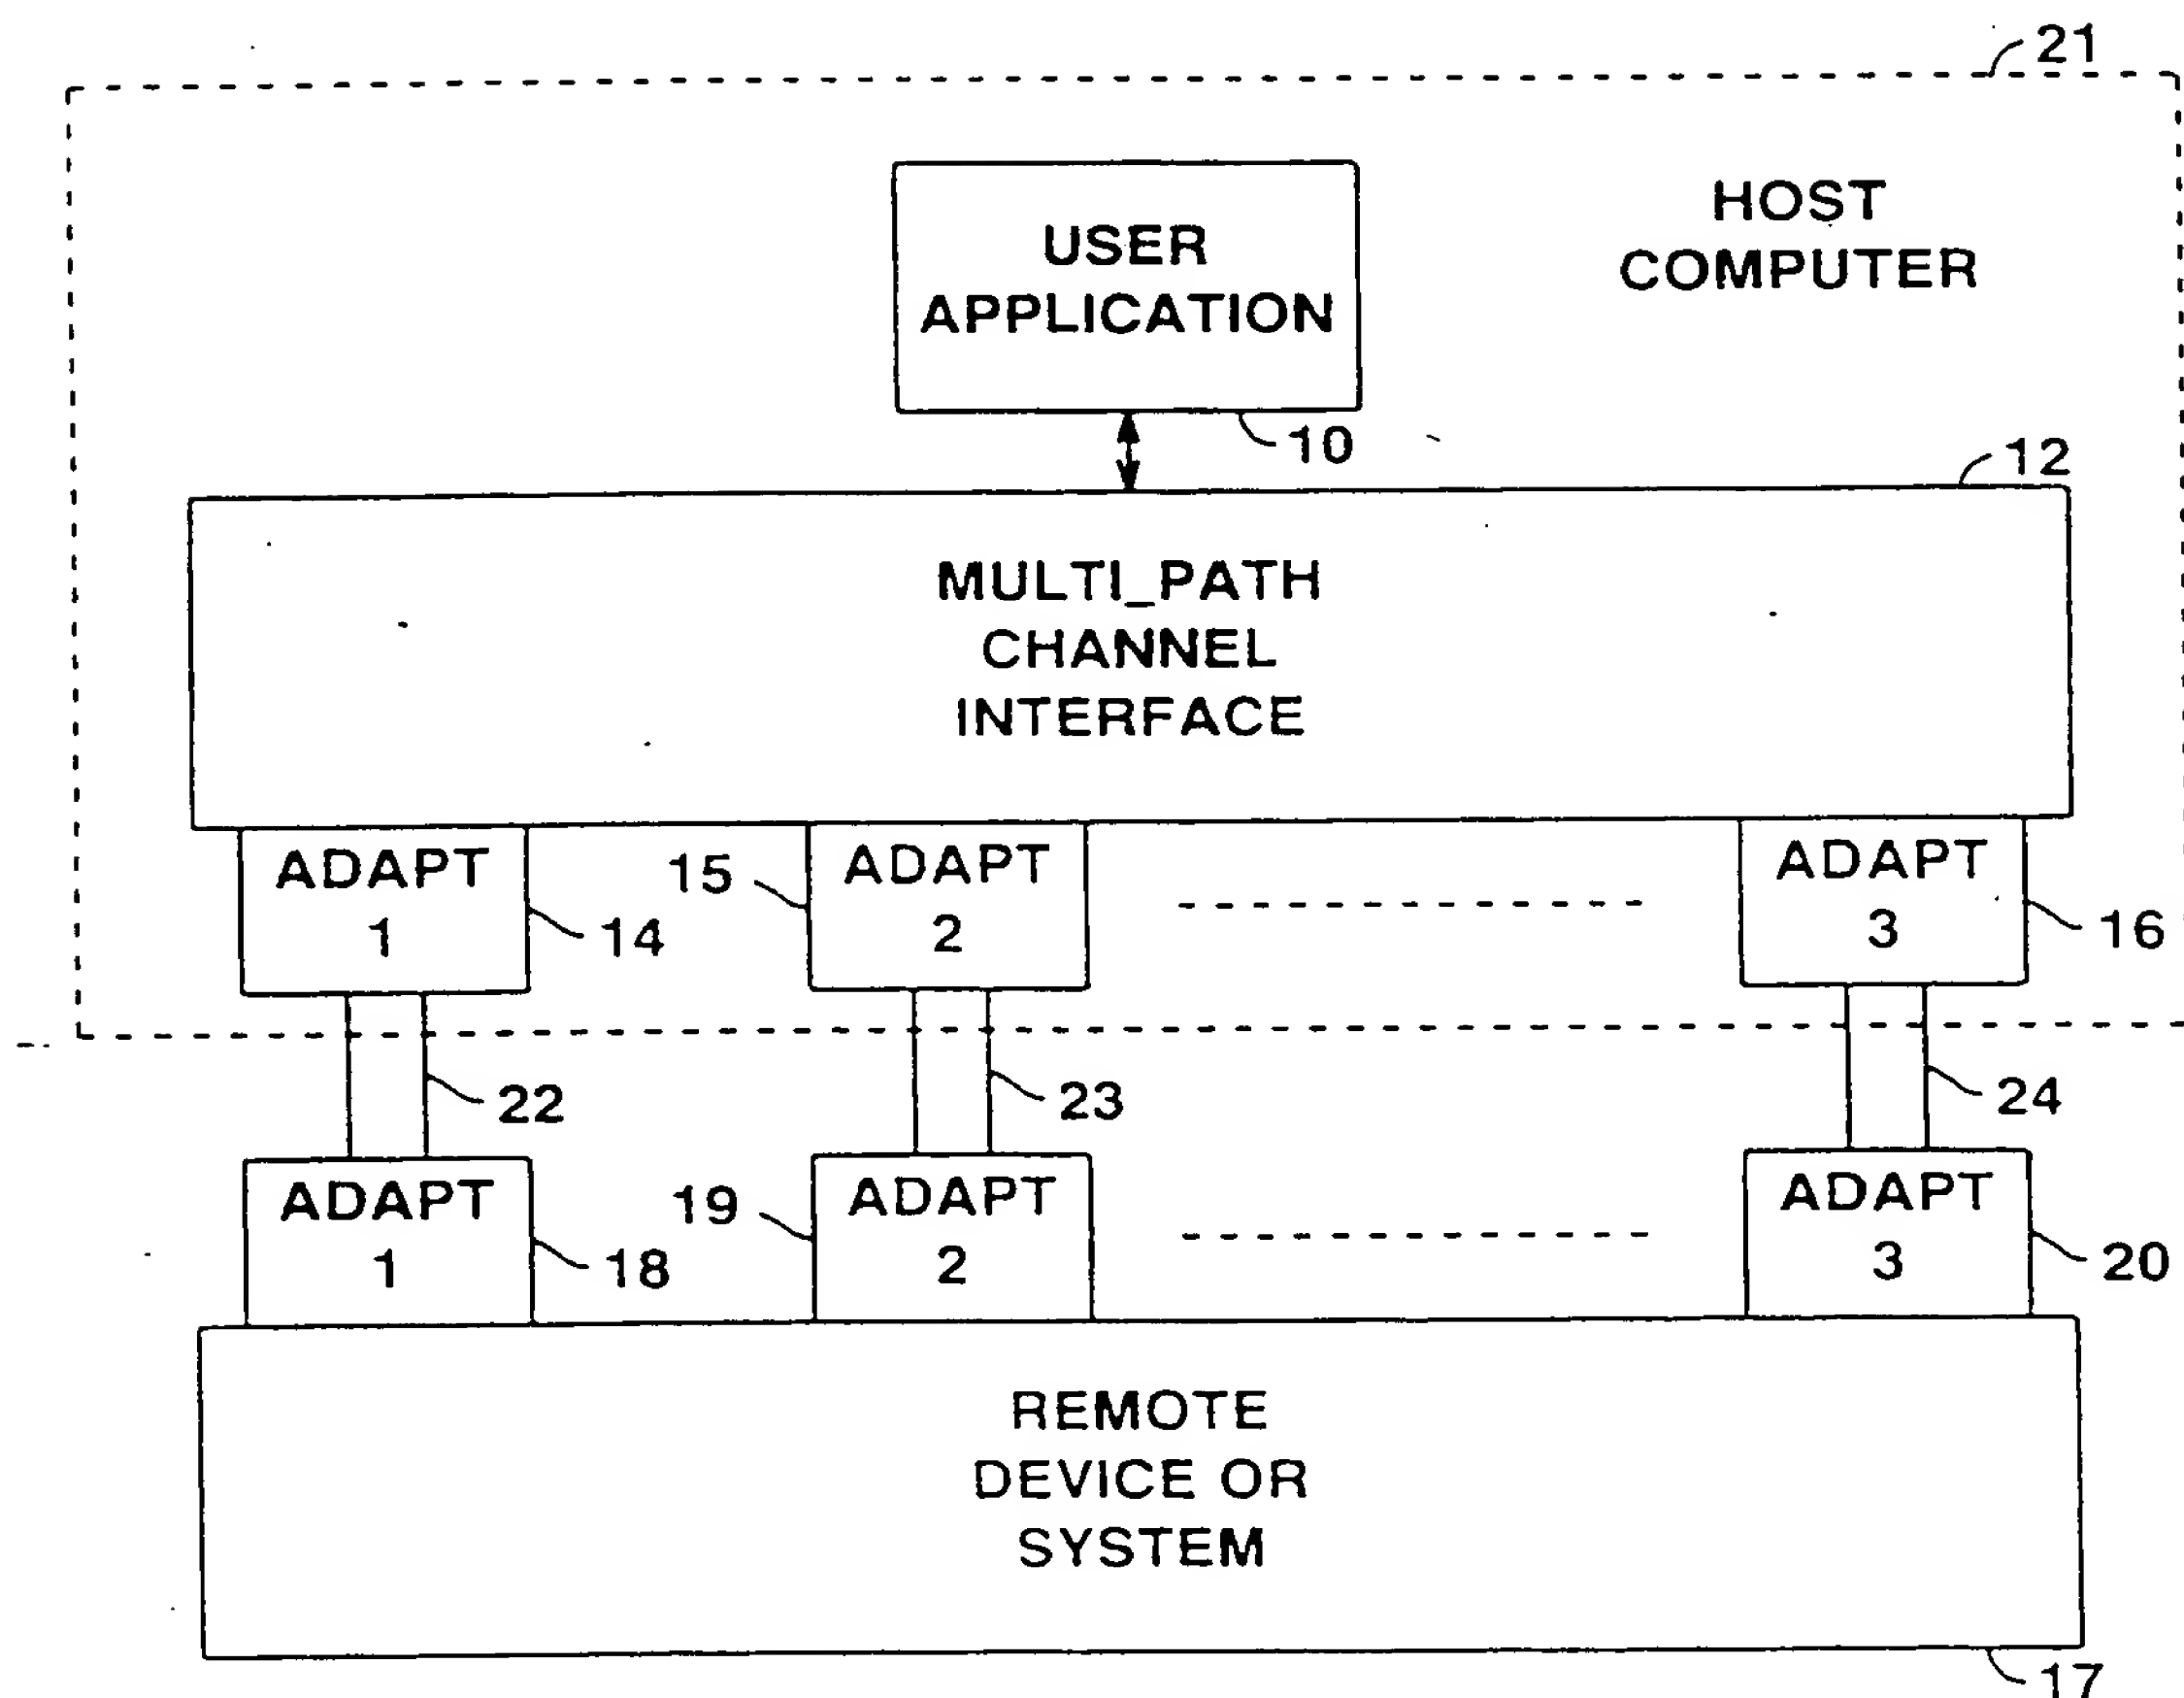 21
HOST
COMPUTER
USER
APPLICATION
10
12
MULTI_PATH
CHANNEL
INTERFACE
ADAPT
1
14
15
ADAPT
2
ADAPT
3
16
22
23
24
ADAPT
1
18
19
ADAPT
2
ADAPT
3
20
REMOTE
DEVICE OR
SYSTEM
17